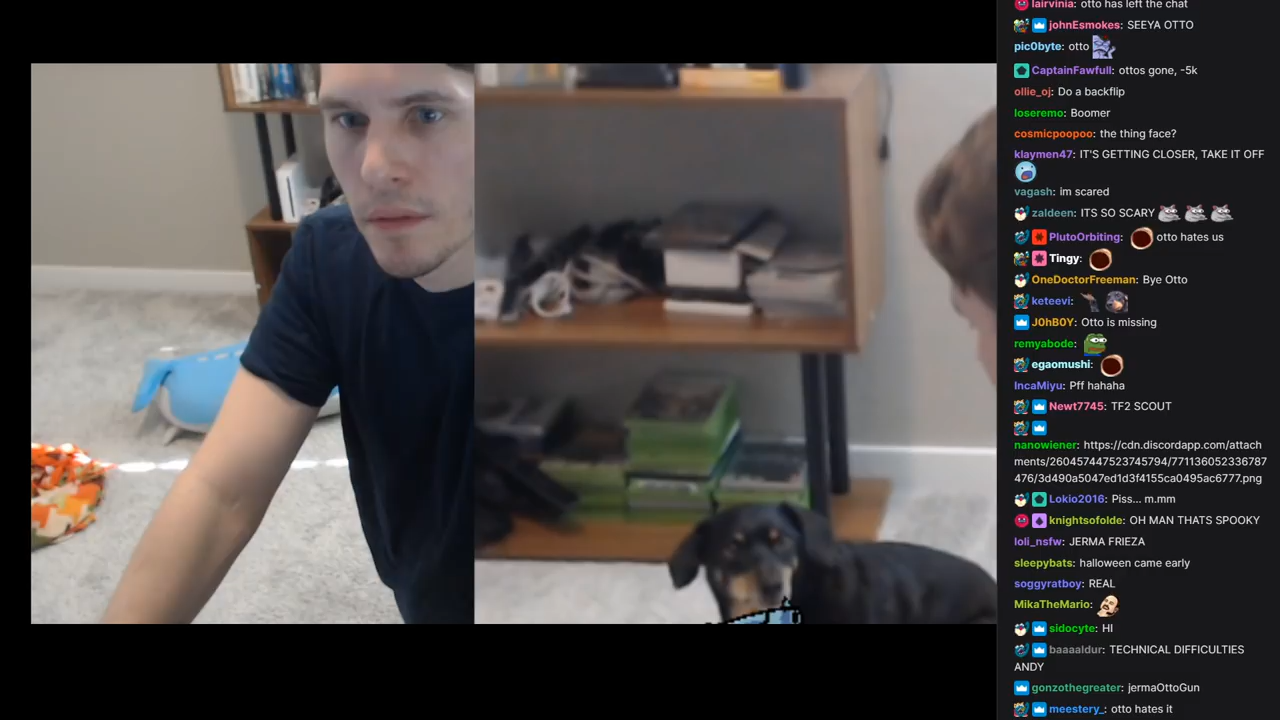 lairvinia: otto has left the chat
johnEsmokes: SEEYA OTTO
pic0byte: otto
CaptainFawfull: ottos gone, -5k
ollie_oj: Do a backflip
loseremo: Boomer
cosmicpoopoo: the thing face?
klaymen47: IT'S GETTING CLOSER, TAKE IT OFF
vagash: im scared
zaldeen: ITS SO SCARY
PlutoOrbiting: otto hates us
Tingy:
OneDoctorFreeman: Bye Otto
keteevi:
J0hB0Y: Otto is missing
remyabode:
egaomushi:
IncaMiyu: Pff hahaha
Newt7745: TF2 SCOUT
nanowiener: https://cdn.discordapp.com/attach
ments/260457447523745794/771136052336787
476/3d490a5047ed1d3f4155ca0495ac6777.png
Lokio2016: Piss... m.mm
knightsofolde: OH MAN THATS SPOOKY
loli_nsfw: JERMA FRIEZA
sleepybats: halloween came early
soggyratboy: REAL
MikaTheMario:
sidocyte: HI
baaaaldur: TECHNICAL DIFFICULTIES
ANDY
gonzothegreater: jermaOttoGun
meestery_: otto hates it